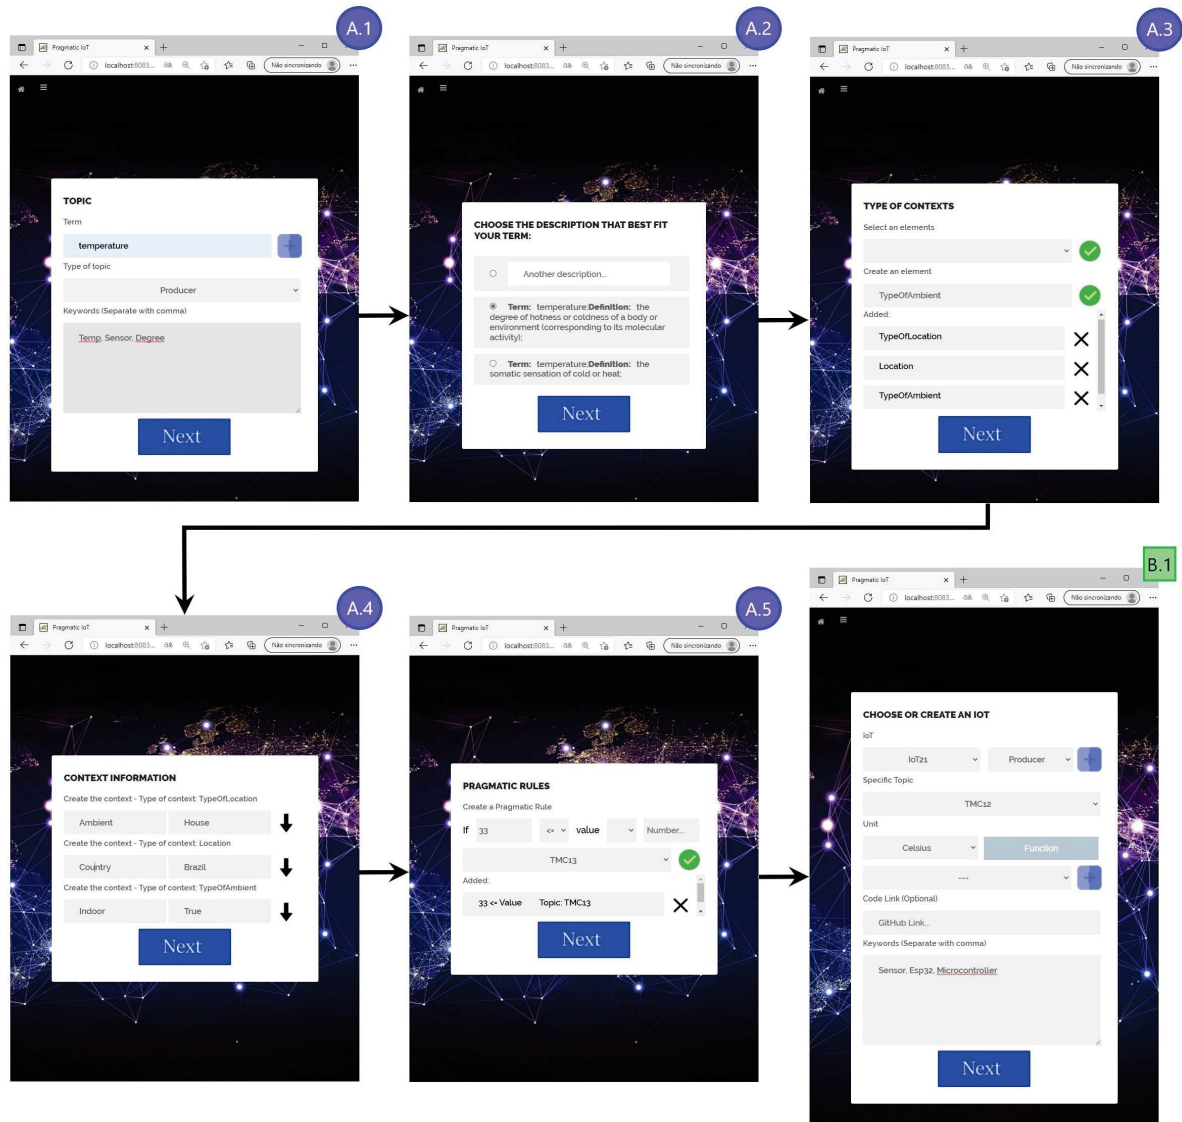 A.1
Pragmatic IoT
localhost:8083...
Não sincronizando
TOPIC
Term
temperature
Type of topic
Producer
Keywords (Separate with comma)
Temp, Sensor, Degree
Next
A.2
Pragmatic IoT
localhost:8083...
Não sincronizando
CHOOSE THE DESCRIPTION THAT BEST FIT
YOUR TERM:
Another description...
Term: temperature;Definition: the
degree of hotness or coldness of a body or
environment (corresponding to its molecular
activity);
Term: temperature;Definition: the
somatic sensation of cold or heat;
Next
A.3
Pragmatic IoT
localhost:8083...
Não sincronizando
TYPE OF CONTEXTS
Select an elements
Create an element
TypeOfAmbient
Added:
TypeOfLocation
Location
TypeOfAmbient
Next
A.4
Pragmatic IoT
localhost:8083...
Não sincronizando
CONTEXT INFORMATION
Create the context - Type of context: TypeOfLocation
Ambient House
Create the context - Type of context: Location
Country Brazil
Create the context - Type of context: TypeOfAmbient
Indoor True
Next
A.5
Pragmatic IoT
localhost:8083...
Não sincronizando
PRAGMATIC RULES
Create a Pragmatic Rule
If 33 <= value Number...
TMC13
Added:
33 <= Value Topic: TMC13
Next
B.1
Pragmatic IoT
localhost:8083...
Não sincronizando
CHOOSE OR CREATE AN IOT
IoT
IoT21 Producer
Specific Topic
TMC12
Unit
Celsius Function
---
Code Link (Optional)
GitHub Link...
Keywords (Separate with comma)
Sensor, Esp32, Microcontroller
Next